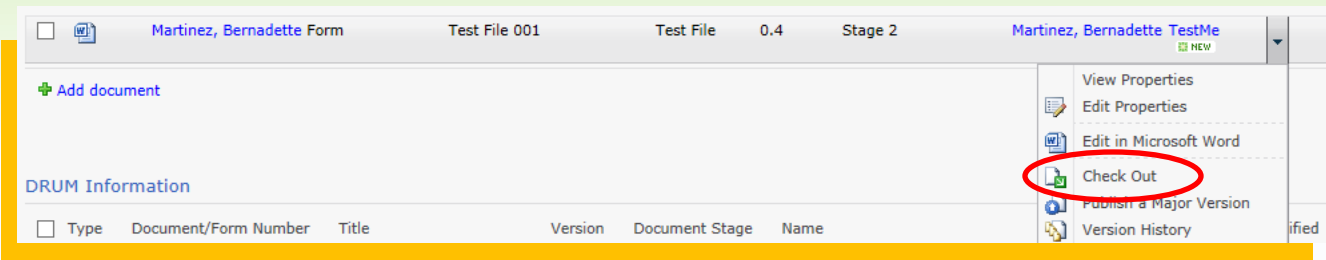 Martinez, Bernadette Form Test File 001 Test File 0.4 Stage 2 Martinez, Bernadette TestMe
NEW
Add document
View Properties
Edit Properties
Edit in Microsoft Word
Check Out
Publish a Major Version
Version History
DRUM Information
Type Document/Form Number Title Version Document Stage Name ified